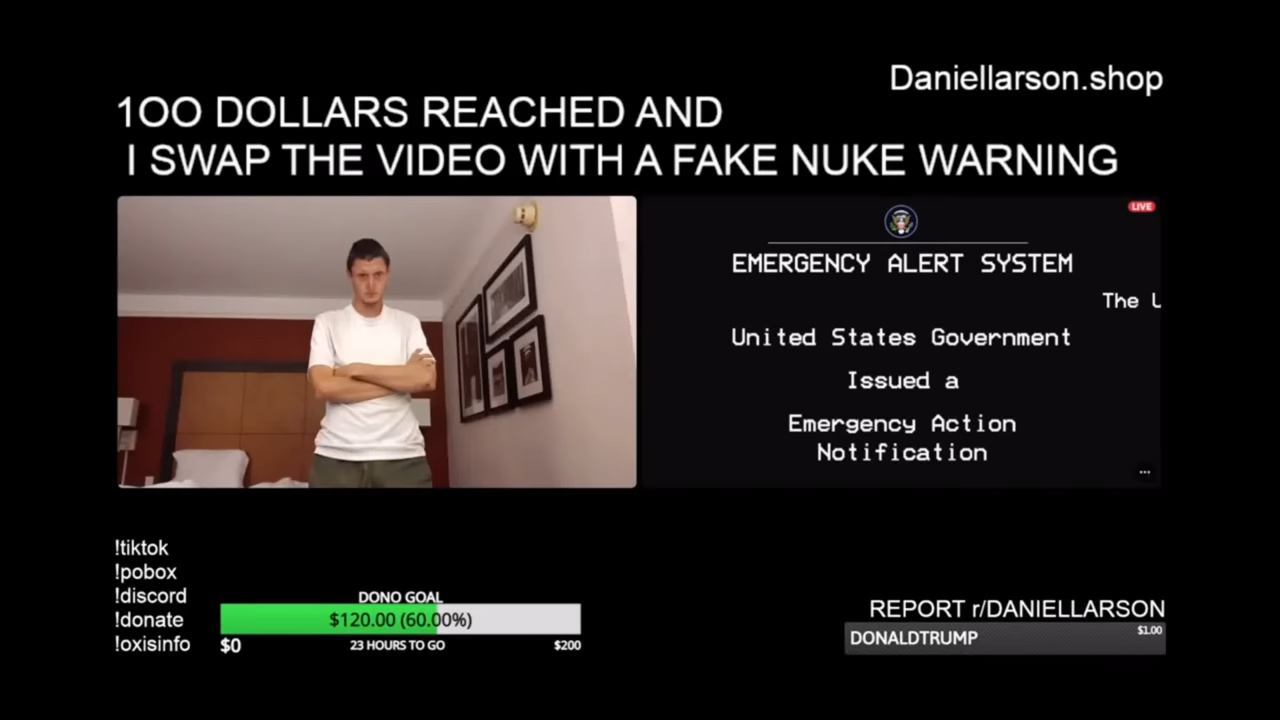 Daniellarson.shop
1OO DOLLARS REACHED AND
I SWAP THE VIDEO WITH A FAKE NUKE WARNING
LIVE
EMERGENCY ALERT SYSTEM
The U
United States Government
Issued a
Emergency Action
Notification
!tiktok
!pobox
!discord
!donate
!oxisinfo
DONO GOAL
$120.00 (60.00%)
$0
23 HOURS TO GO
$200
REPORT r/DANIELLARSON
DONALDTRUMP
$1.00